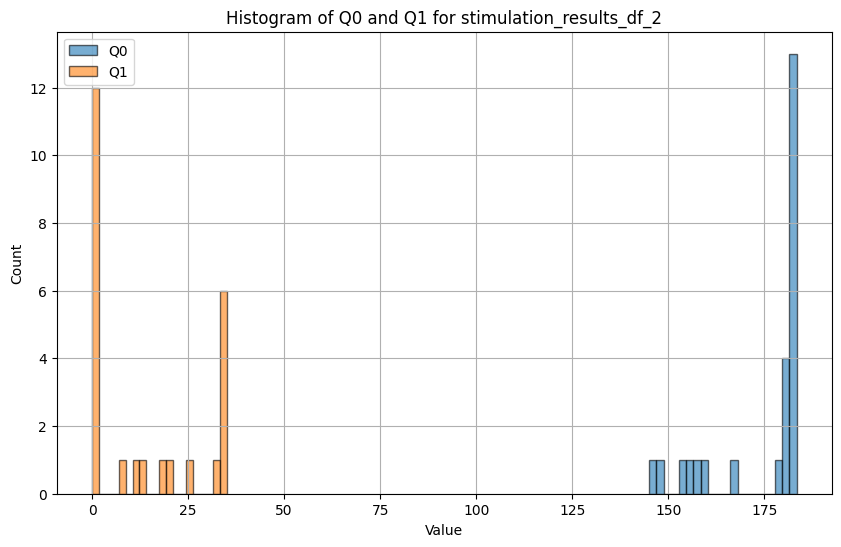 Histogram of Q0 and Q1 for stimulation_results_df_2
Q0
Q1
Count
12
10
8
6
4
2
0
0 25 50 75 100 125 150 175
Value